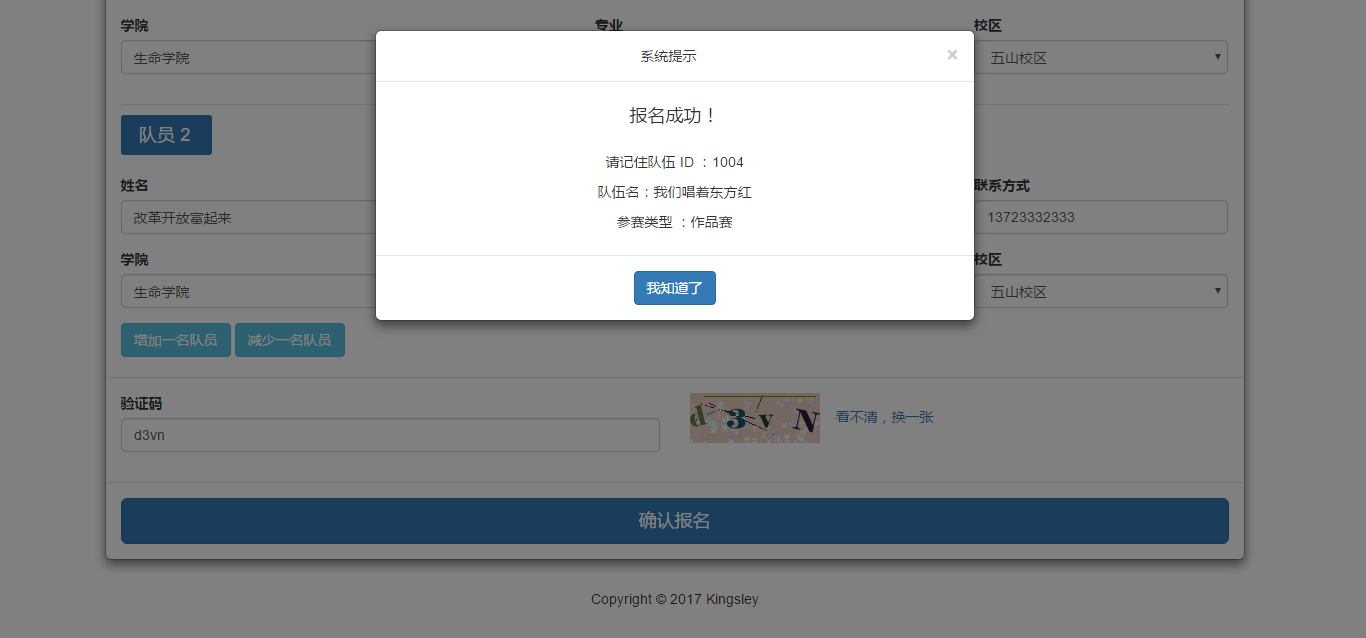 学院 专业 校区
生命学院 五山校区
系统提示 ×
报名成功！
请记住队伍 ID ：1004
队伍名：我们唱着东方红
参赛类型 ：作品赛
我知道了
队员 2
姓名 联系方式
改革开放富起来 13723332333
学院 校区
生命学院 五山校区
增加一名队员 减少一名队员
验证码
d3vn d3vN 看不清，换一张
确认报名
Copyright © 2017 Kingsley